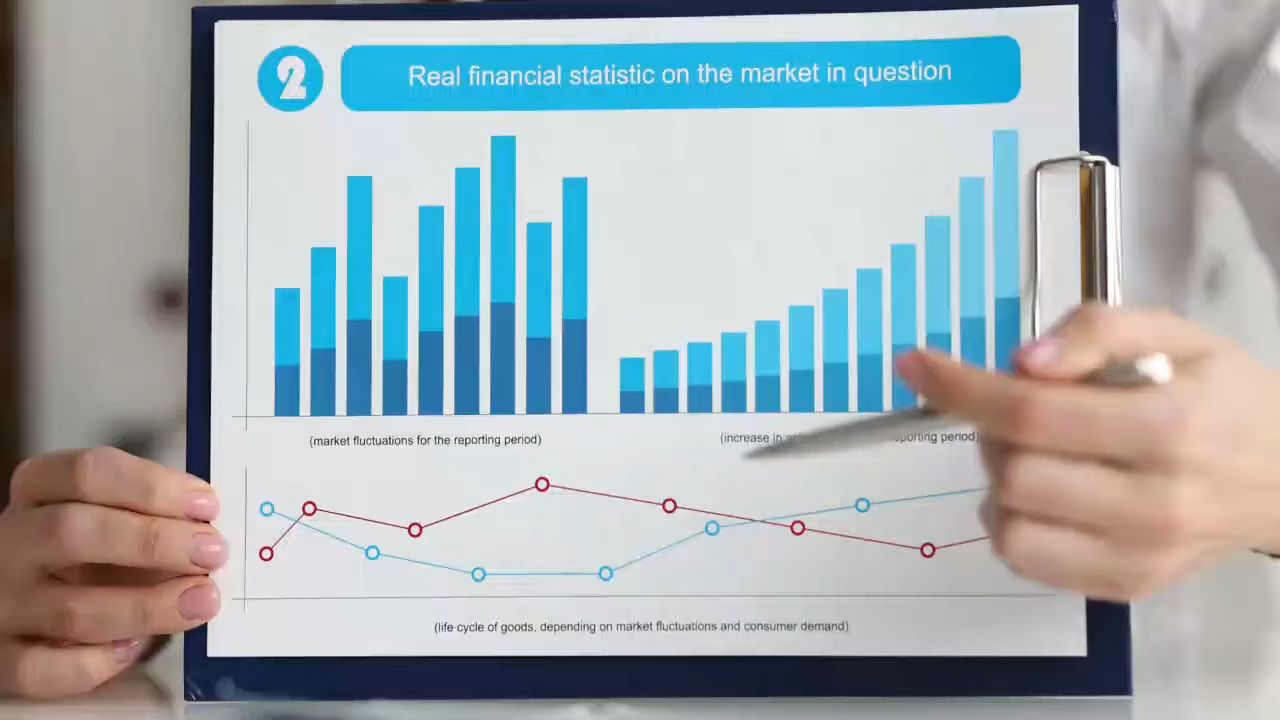 2
Real financial statistic on the market in question
(market fluctuations for the reporting period)
(increase in reporting period)
(life cycle of goods, depending on market fluctuations and consumer demand)